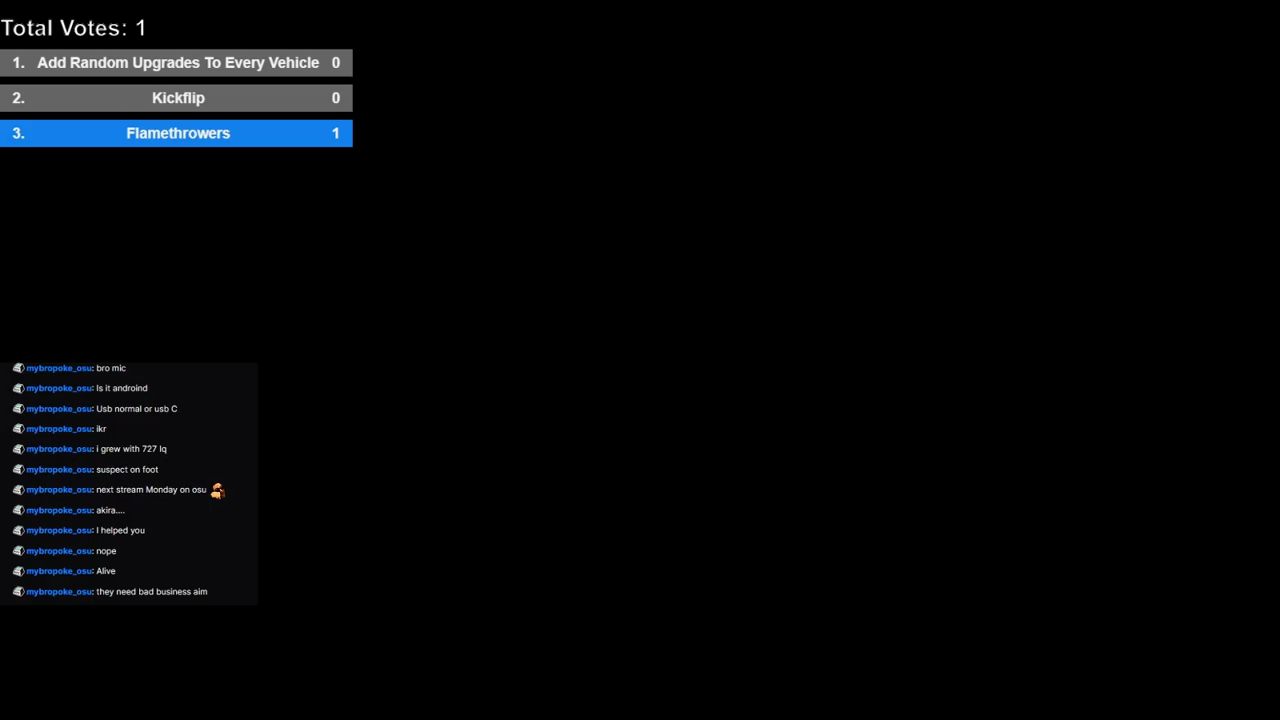 Total Votes: 1
1. Add Random Upgrades To Every Vehicle 0
2. Kickflip 0
3. Flamethrowers 1
mybropoke_osu: bro mic
mybropoke_osu: Is it androind
mybropoke_osu: Usb normal or usb C
mybropoke_osu: ikr
mybropoke_osu: i grew with 727 Iq
mybropoke_osu: suspect on foot
mybropoke_osu: next stream Monday on osu
mybropoke_osu: akira....
mybropoke_osu: I helped you
mybropoke_osu: nope
mybropoke_osu: Alive
mybropoke_osu: they need bad business aim